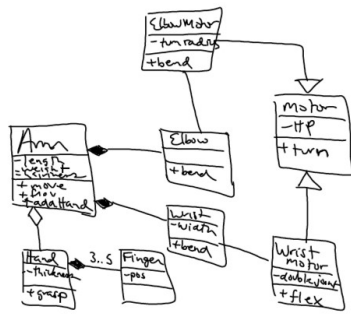 ElbowMotor
-turnradius
+bend
Motor
-HP
+turn
Arm
-length
-weight
+move
+addHand
Elbow
+bend
Wrist
-width
+bend
Hand
-thickness
+grasp
3..5
Finger
-pos
Wrist
motor
-doublejoint
+flex